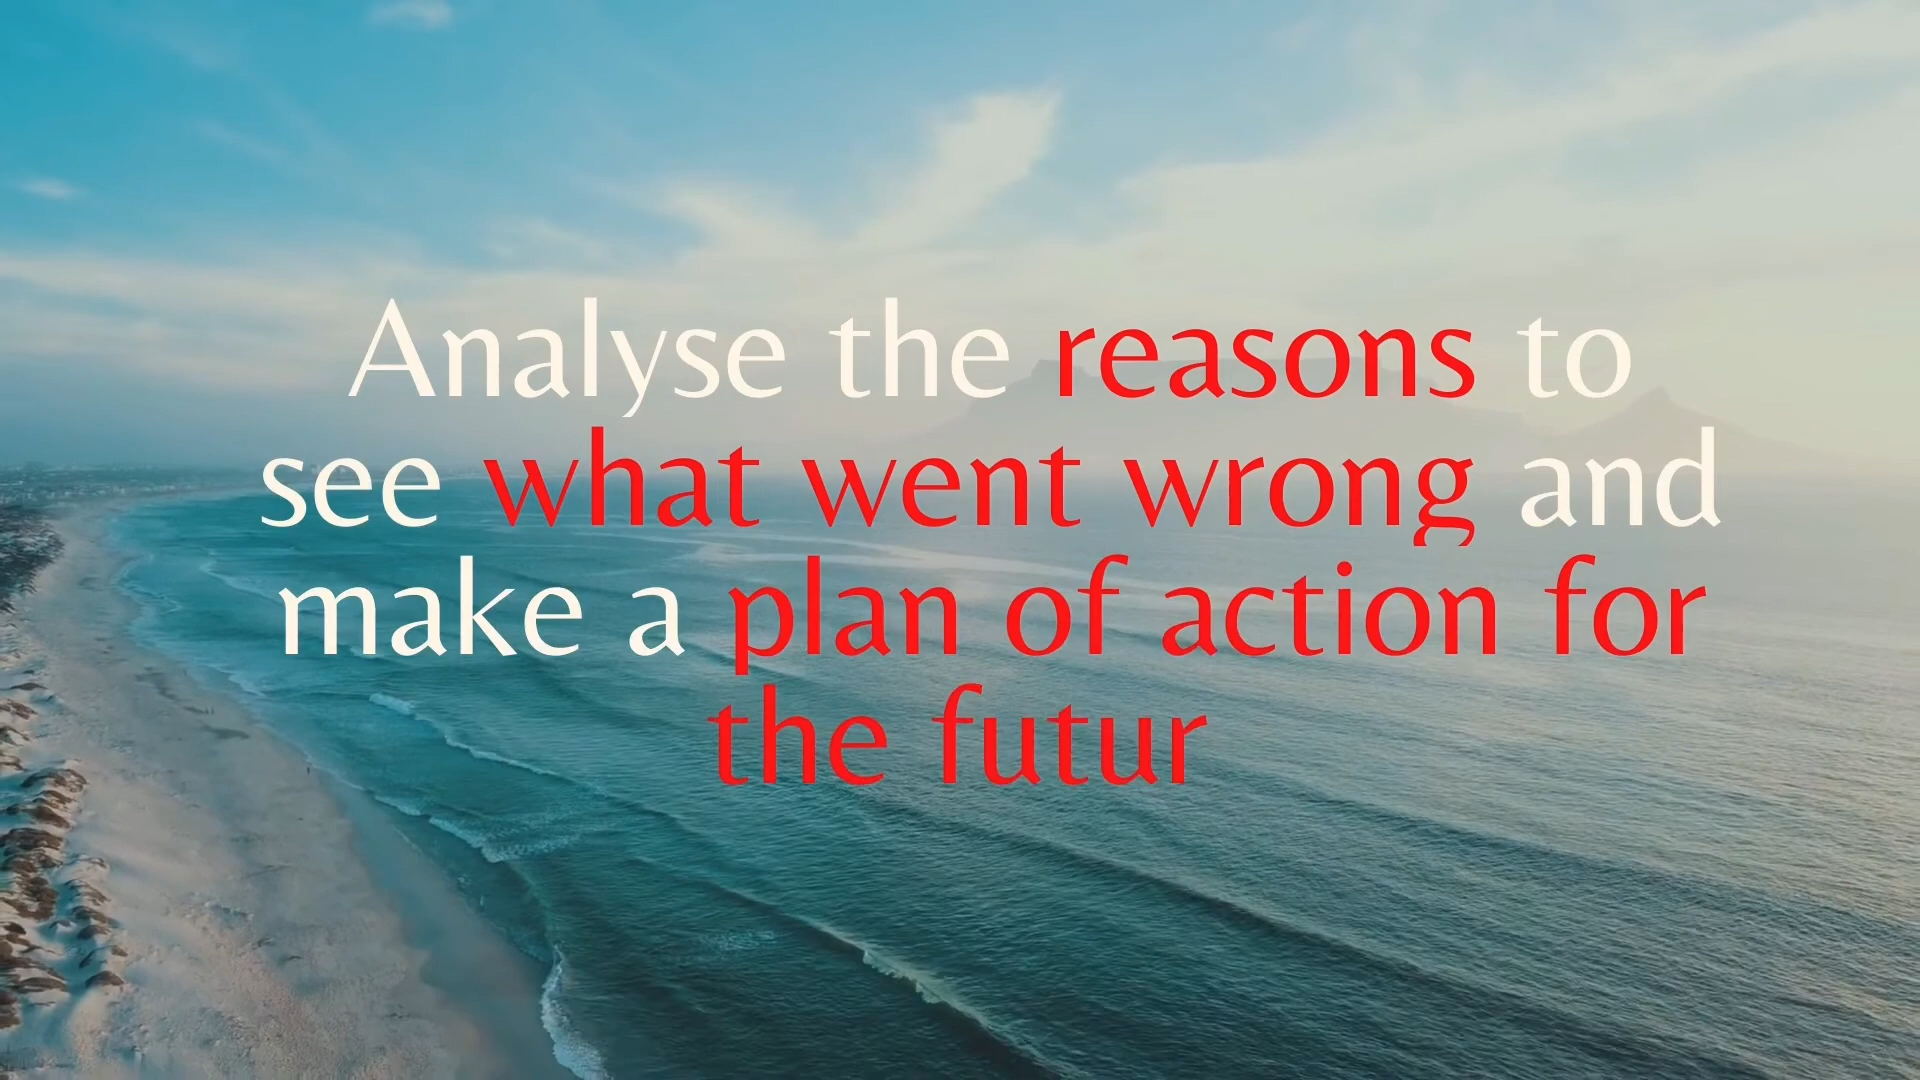 Analyse the reasons to
see what went wrong and
make a plan of action for
the futur